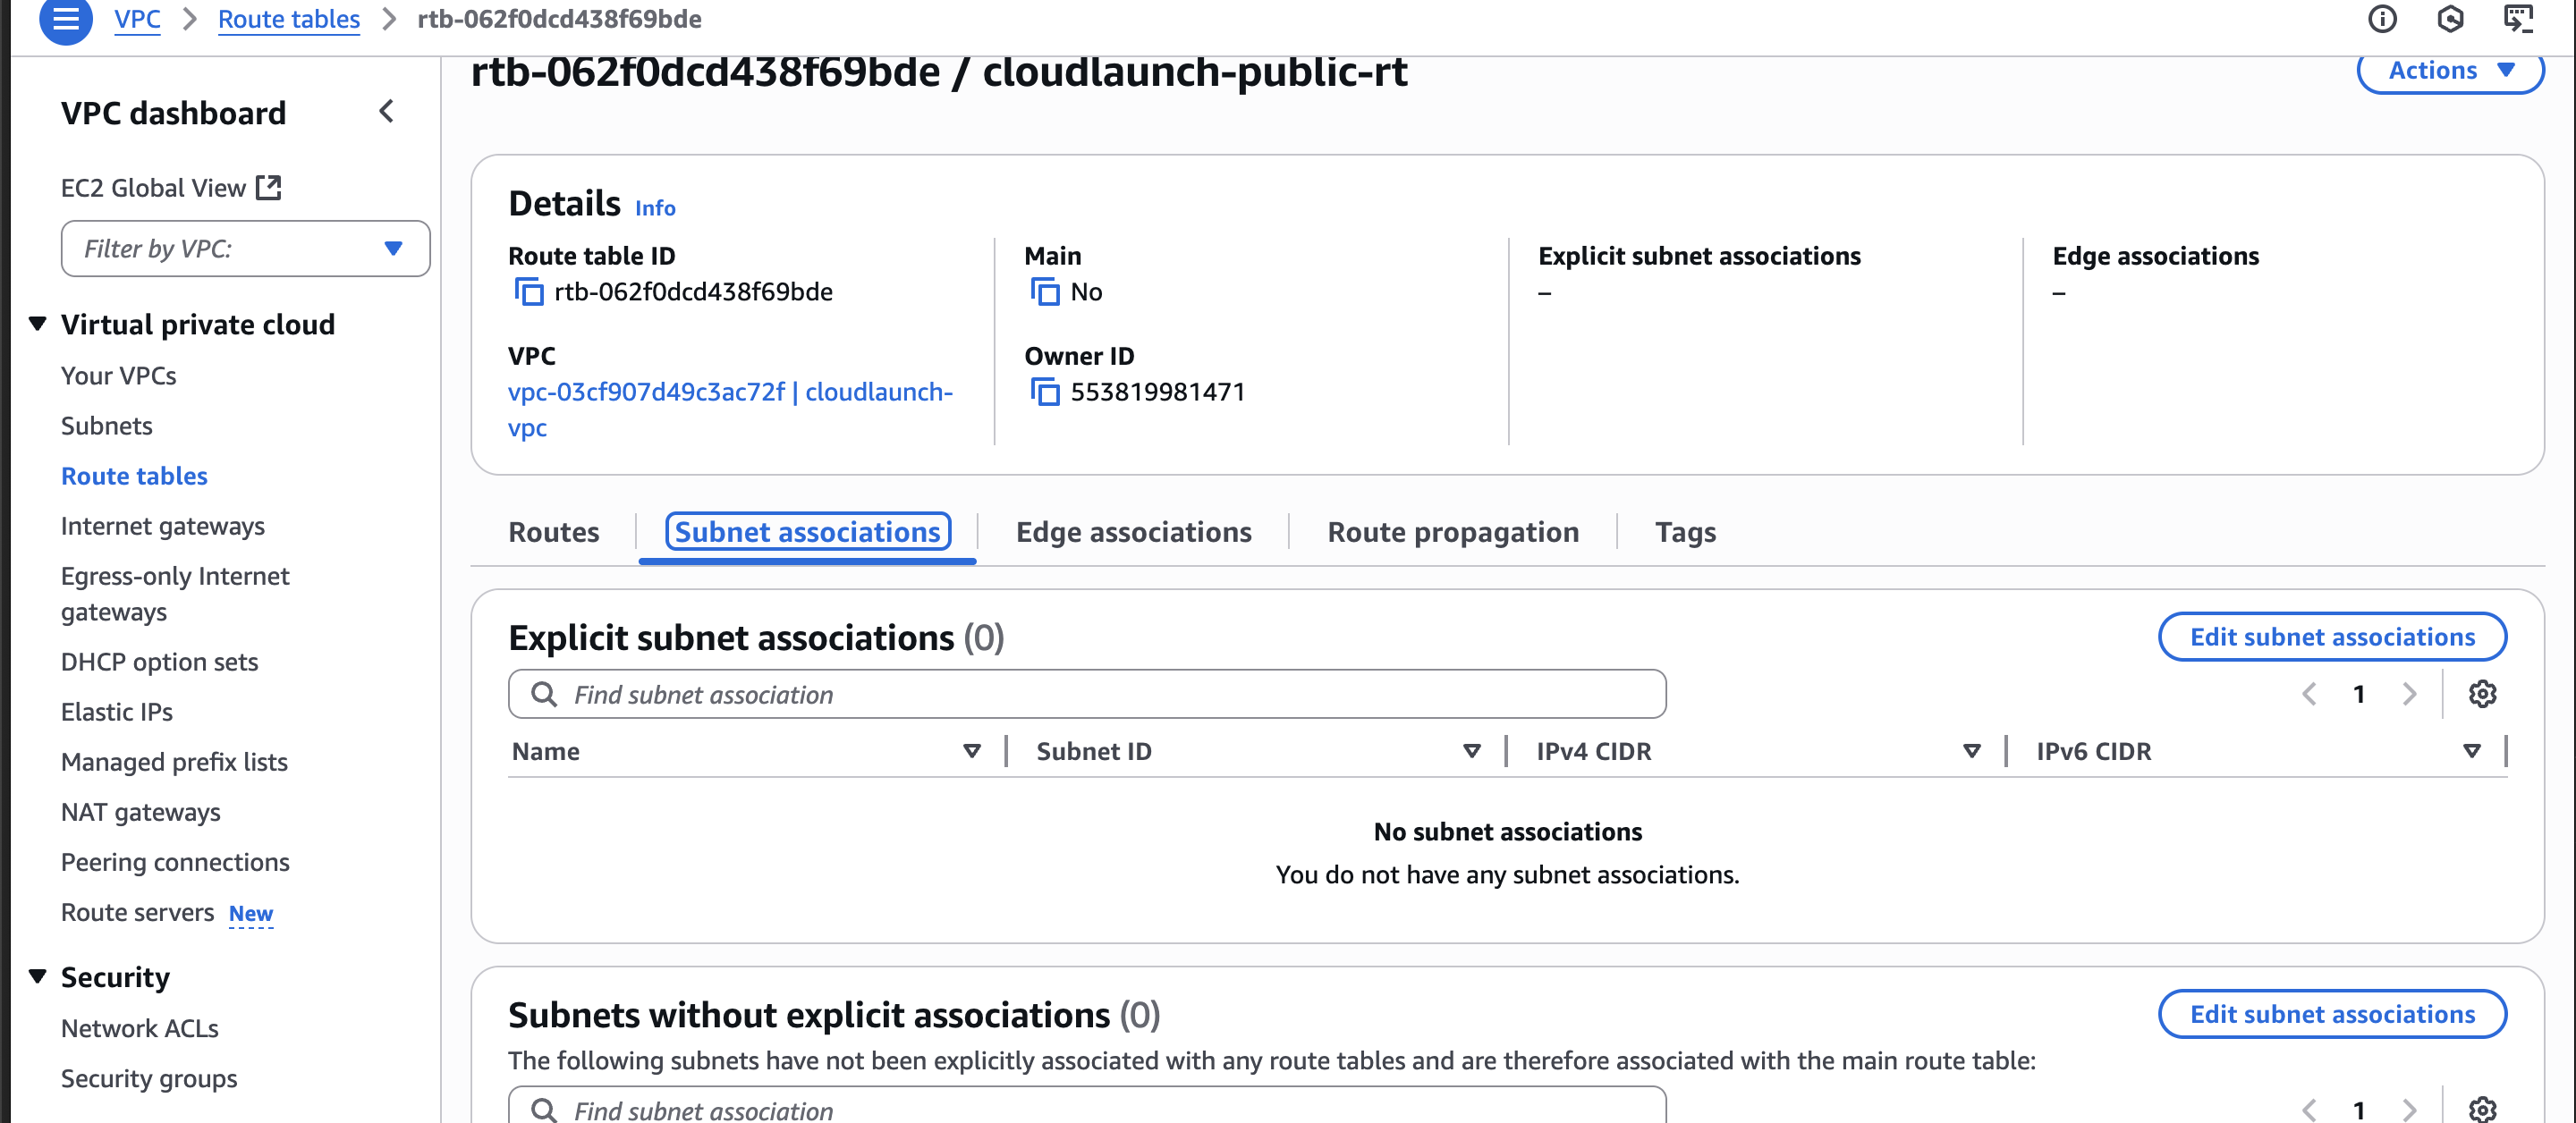 VPC > Route tables > rtb-062f0dcd438f69bde
rtb-062f0dcd438f69bde / cloudlaunch-public-rt
Actions
VPC dashboard
EC2 Global View
Filter by VPC:
Virtual private cloud
Your VPCs
Subnets
Route tables
Internet gateways
Egress-only Internet
gateways
DHCP option sets
Elastic IPs
Managed prefix lists
NAT gateways
Peering connections
Route servers New
Security
Network ACLs
Security groups
Details Info
Route table ID
rtb-062f0dcd438f69bde
Main
No
Explicit subnet associations
–
Edge associations
–
VPC
vpc-03cf907d49c3ac72f | cloudlaunch-
vpc
Owner ID
553819981471
Routes
Subnet associations
Edge associations
Route propagation
Tags
Explicit subnet associations (0)
Edit subnet associations
Find subnet association
1
Name
Subnet ID
IPv4 CIDR
IPv6 CIDR
No subnet associations
You do not have any subnet associations.
Subnets without explicit associations (0)
Edit subnet associations
The following subnets have not been explicitly associated with any route tables and are therefore associated with the main route table:
Find subnet association
1